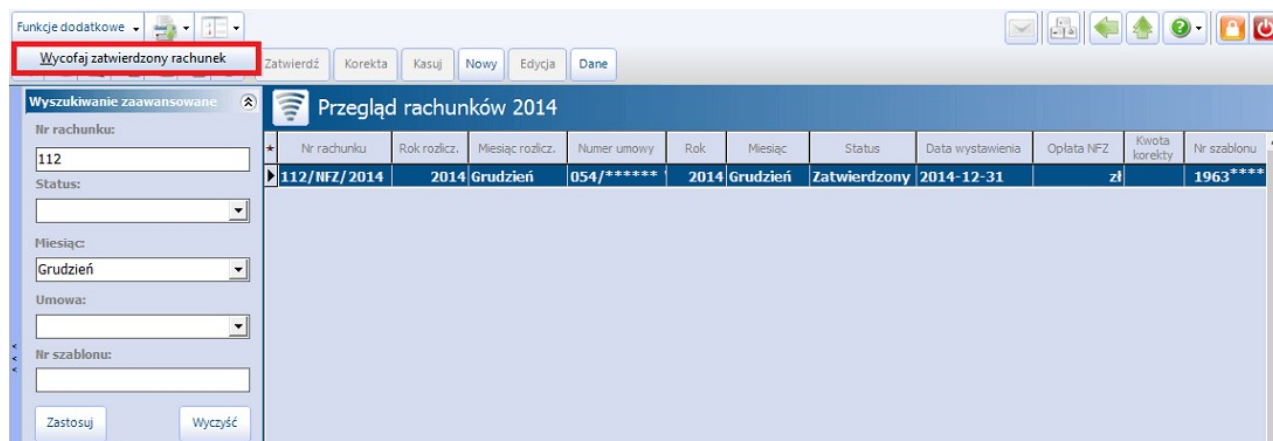 Funkcje dodatkowe
Wycofaj zatwierdzony rachunek
Zatwierdź Korekta Kasuj Nowy Edycja Dane
Wyszukiwanie zaawansowane
Nr rachunku:
112
Status:
Miesiąc:
Grudzień
Umowa:
Nr szablonu:
Zastosuj Wyczyść
Przegląd rachunków 2014
* Nr rachunku Rok rozlicz. Miesiąc rozlicz. Numer umowy Rok Miesiąc Status Data wystawienia Opłata NFZ Kwota korekty Nr szablonu
112/NFZ/2014 2014 Grudzień 054/****** 2014 Grudzień Zatwierdzony 2014-12-31 zł 1963****